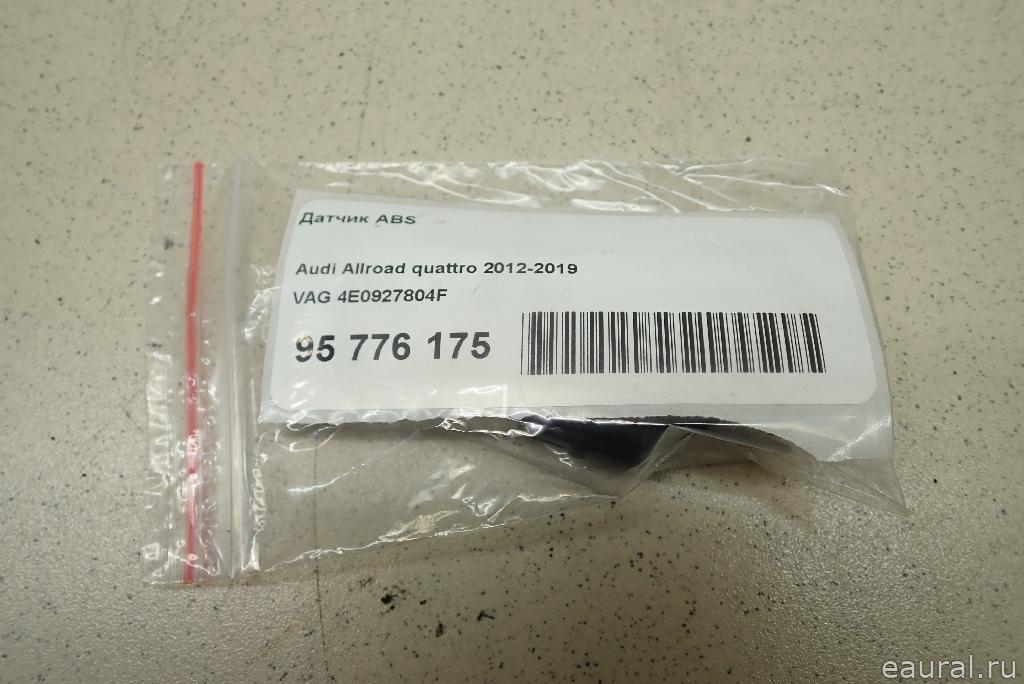 Датчик ABS
Audi Allroad quattro 2012-2019
VAG 4E0927804F
95 776 175
eaural.ru